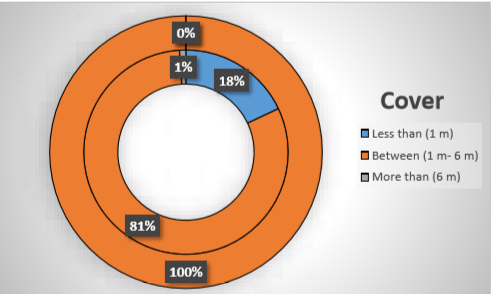 0%
1%
18%
81%
100%
Cover
Less than (1 m)
Between (1 m- 6 m)
More than (6 m)